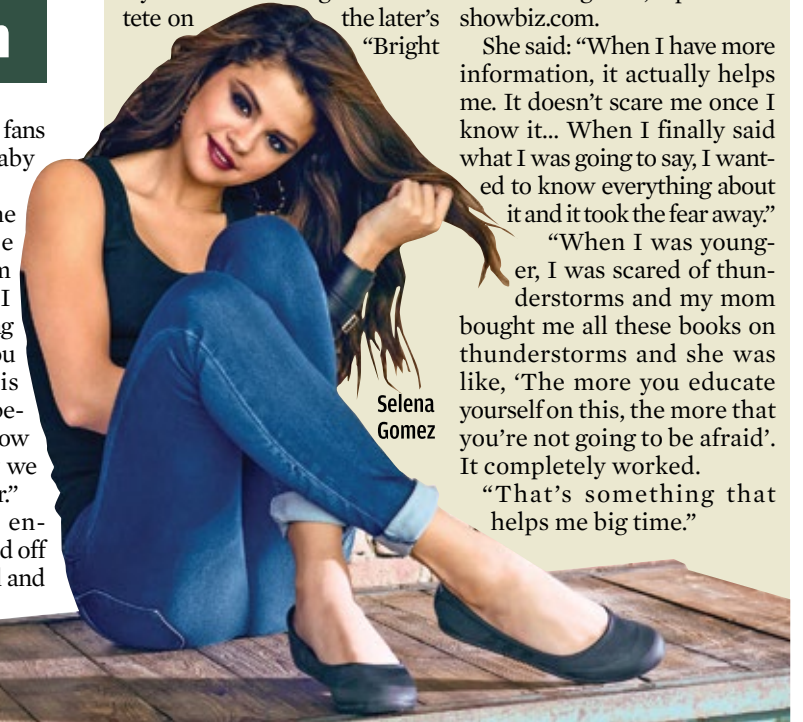 n
fans
aby
e
I
is
be-
ow
we
r.”
en-
d off
and
tete on the later’s
“Bright
Selena
Gomez
showbiz.com.
She said: “When I have more
information, it actually helps
me. It doesn’t scare me once I
know it... When I finally said
what I was going to say, I want-
ed to know everything about
it and it took the fear away.”
“When I was young-
er, I was scared of thun-
derstorms and my mom
bought me all these books on
thunderstorms and she was
like, ‘The more you educate
yourself on this, the more that
you’re not going to be afraid’.
It completely worked.
“That’s something that
helps me big time.”